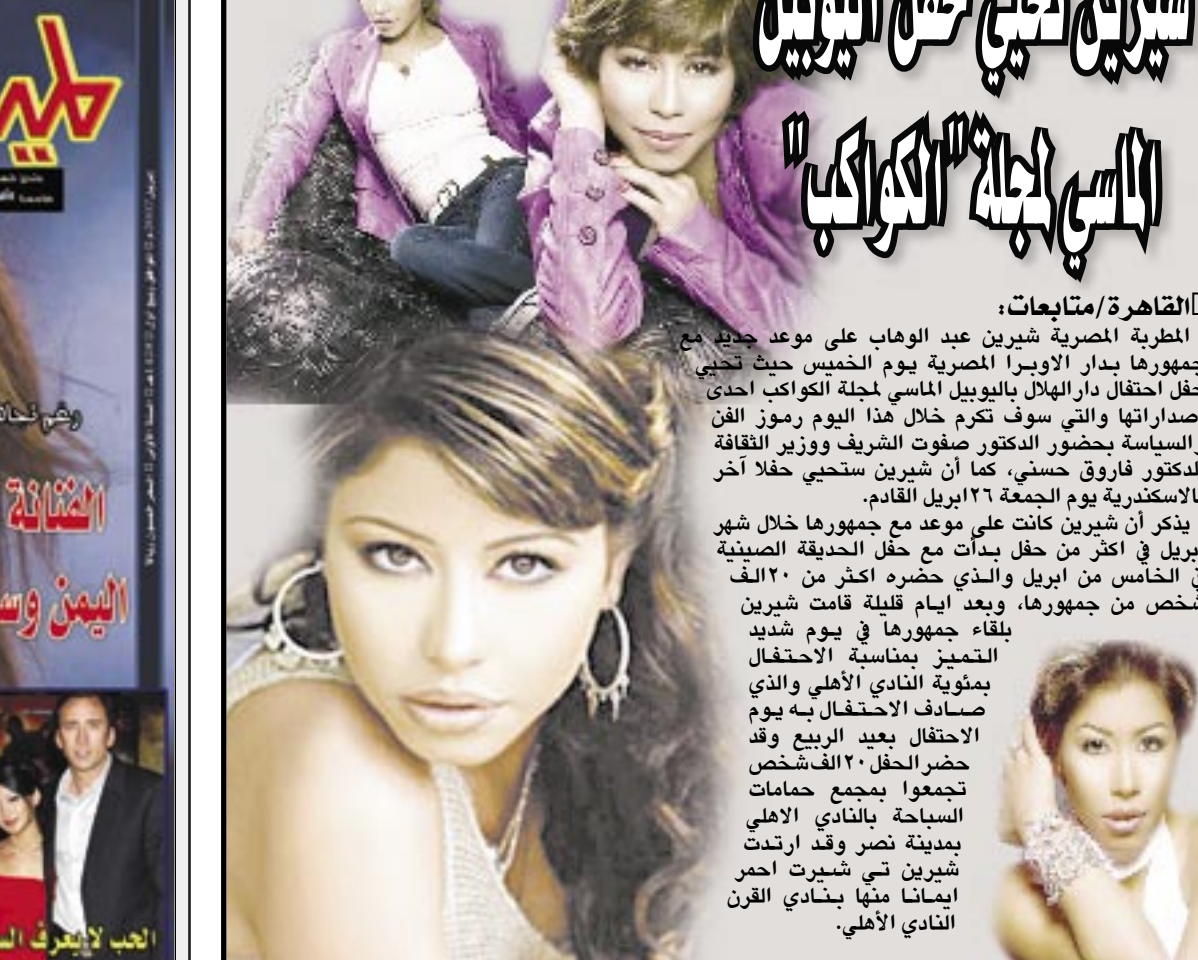 شيرين تحيي حفل اليوبيل
الماسي لمجلة "الكواكب"
القاهرة/متابعات:
المطربة المصرية شيرين عبد الوهاب على موعد جديد مع
جمهورها بدار الاوبرا المصرية يوم الخميس حيث تحيي
حفل احتفال دارالهلال باليوبيل الماسي لمجلة الكواكب احدى
صداراتها والتي سوف تكرم خلال هذا اليوم رموز الفن
والسياسة بحضور الدكتور صفوت الشريف ووزير الثقافة
لدكتور فاروق حسني، كما أن شيرين ستحيي حفلا آخر
بالاسكندرية يوم الجمعة ٢٦ابريل القادم.
يذكر أن شيرين كانت على موعد مع جمهورها خلال شهر
بريل في اكثر من حفل بدأت مع حفل الحديقة الصينية
في الخامس من ابريل والذي حضره اكثر من ٢٠الف
شخص من جمهورها، وبعد ايام قليلة قامت شيرين
بلقاء جمهورها في يوم شديد
التميز بمناسبة الاحتفال
بمئوية النادي الأهلي والذي
صادف الاحتفال به يوم
الاحتفال بعيد الربيع وقد
حضر الحفل ٢٠الف شخص
تجمعوا بمجمع حمامات
السباحة بالنادي الاهلي
بمدينة نصر وقد ارتدت
شيرين تي شيرت احمر
ايمانا منها بنادي القرن
النادي الأهلي.
رغم
الفنانة
اليمن
الحب لا يعرف